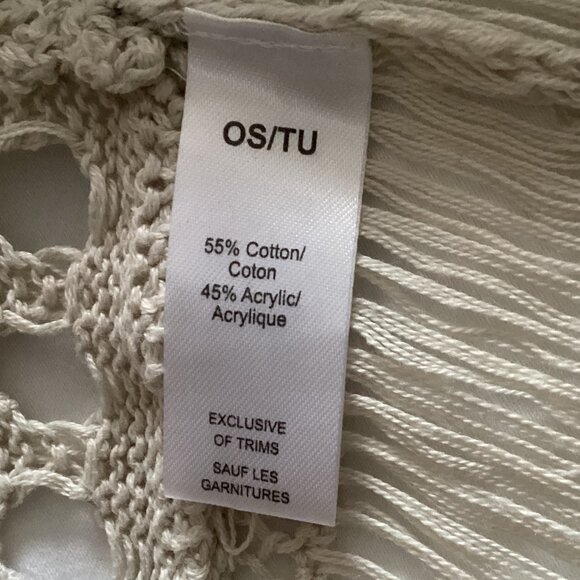 OS/TU
55% Cotton/
Coton
45% Acrylic/
Acrylique
EXCLUSIVE
OF TRIMS
SAUF LES
GARNITURES